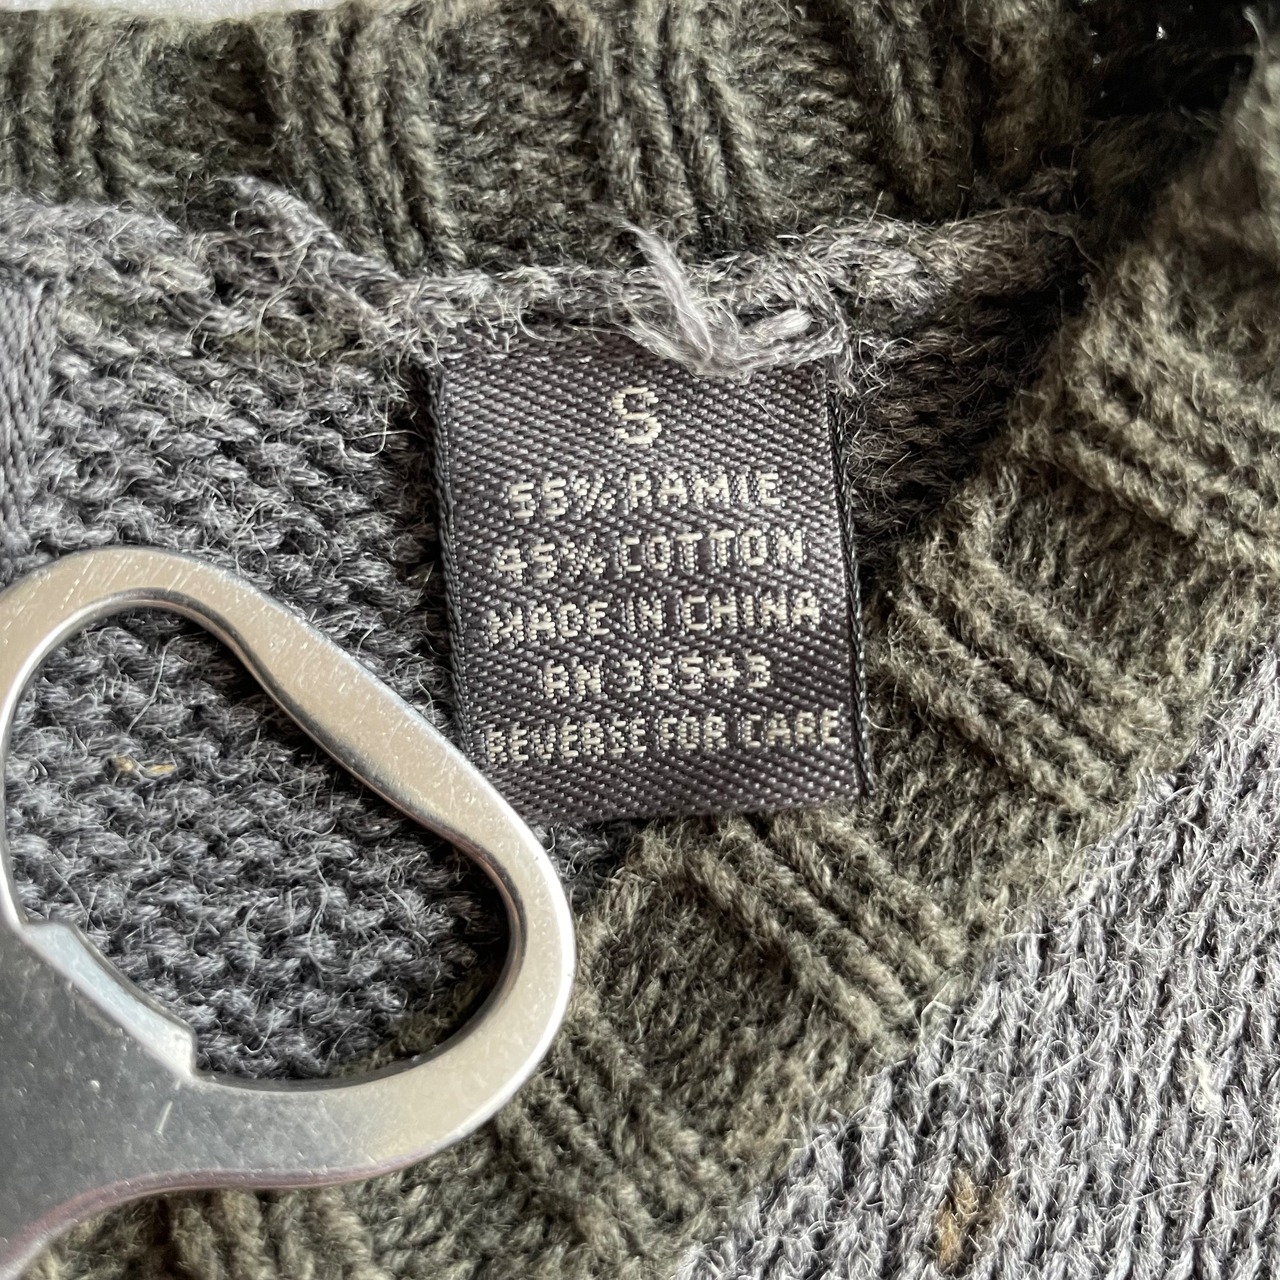 S
55% RAMIE
45% COTTON
MADE IN CHINA
RN 36543
REVERSE FOR CARE